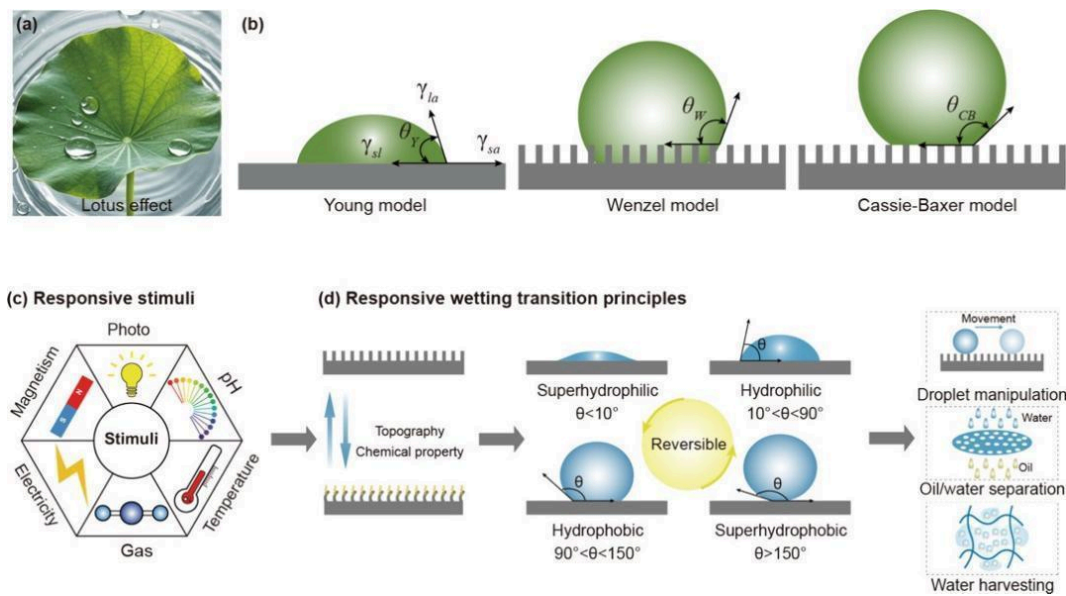 (a)
Lotus effect
(b)
γla
θY
γsl
γsa
Young model
θW
Wenzel model
θCB
Cassie-Baxer model
(c) Responsive stimuli
Photo
pH
Temperature
Gas
Electricity
Magnetism
Stimuli
N
S
(d) Responsive wetting transition principles
Topography
Chemical property
Superhydrophilic
θ<10°
θ
Hydrophilic
10°<θ<90°
Reversible
θ
Hydrophobic
90°<θ<150°
θ
Superhydrophobic
θ>150°
Movement
Droplet manipulation
Water
Oil
Oil/water separation
Water harvesting